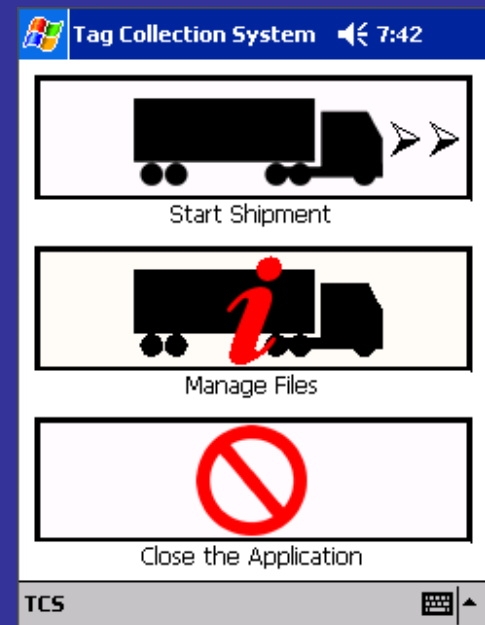 Tag Collection System 7:42
Start Shipment
Manage Files
Close the Application
TCS